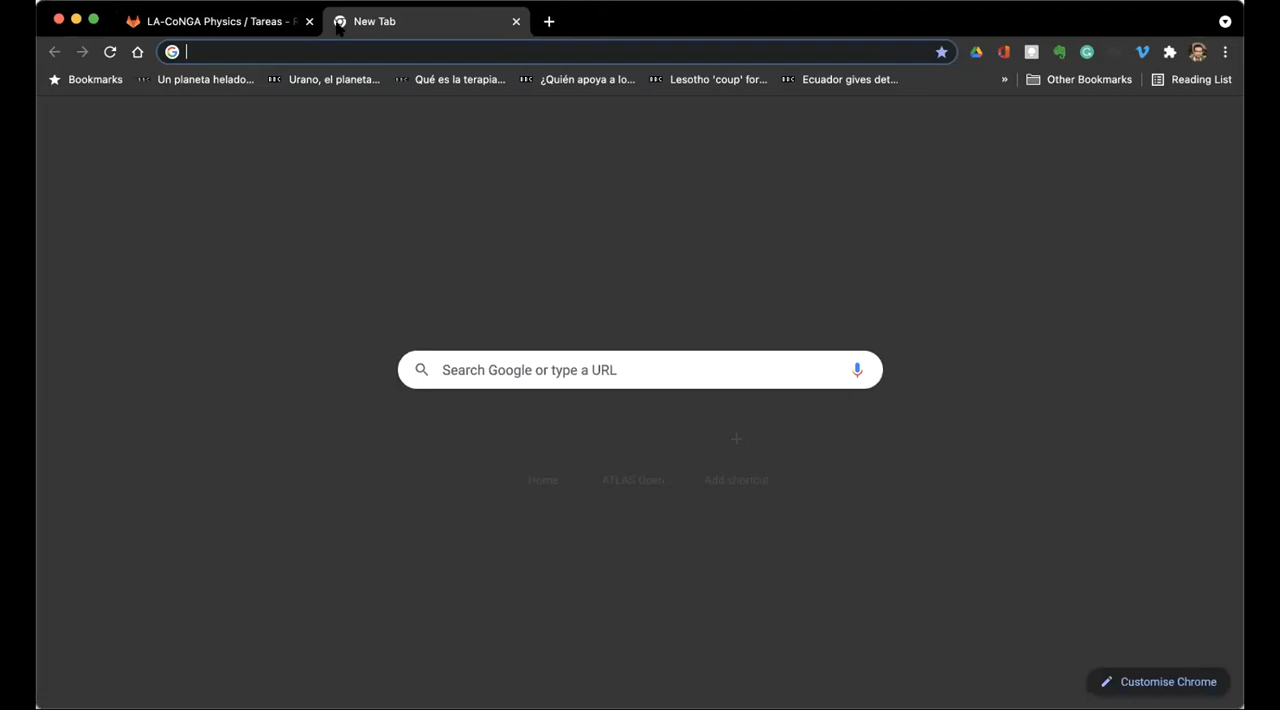 LA-CoNGA Physics / Tareas -
New Tab
Bookmarks
Un planeta helado...
Urano, el planeta...
Qué es la terapia...
¿Quién apoya a lo...
Lesotho 'coup' for...
Ecuador gives det...
»
Other Bookmarks
Reading List
Search Google or type a URL
Home
ATLAS Open
Add shortcut
Customise Chrome